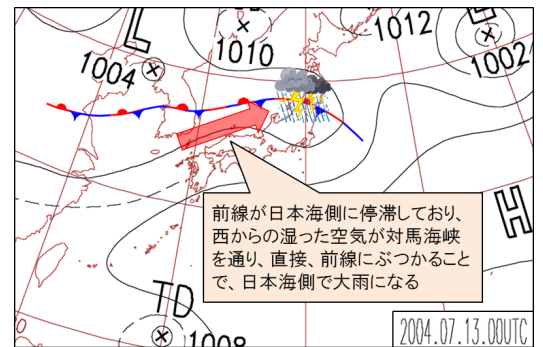 L
1004
1010
1012
1002
前線が日本海側に停滞しており、
西からの湿った空気が対馬海峡
を通り、直接、前線にぶつかること
で、日本海側で大雨になる
H
TD
1008
2004.07.13.00UTC